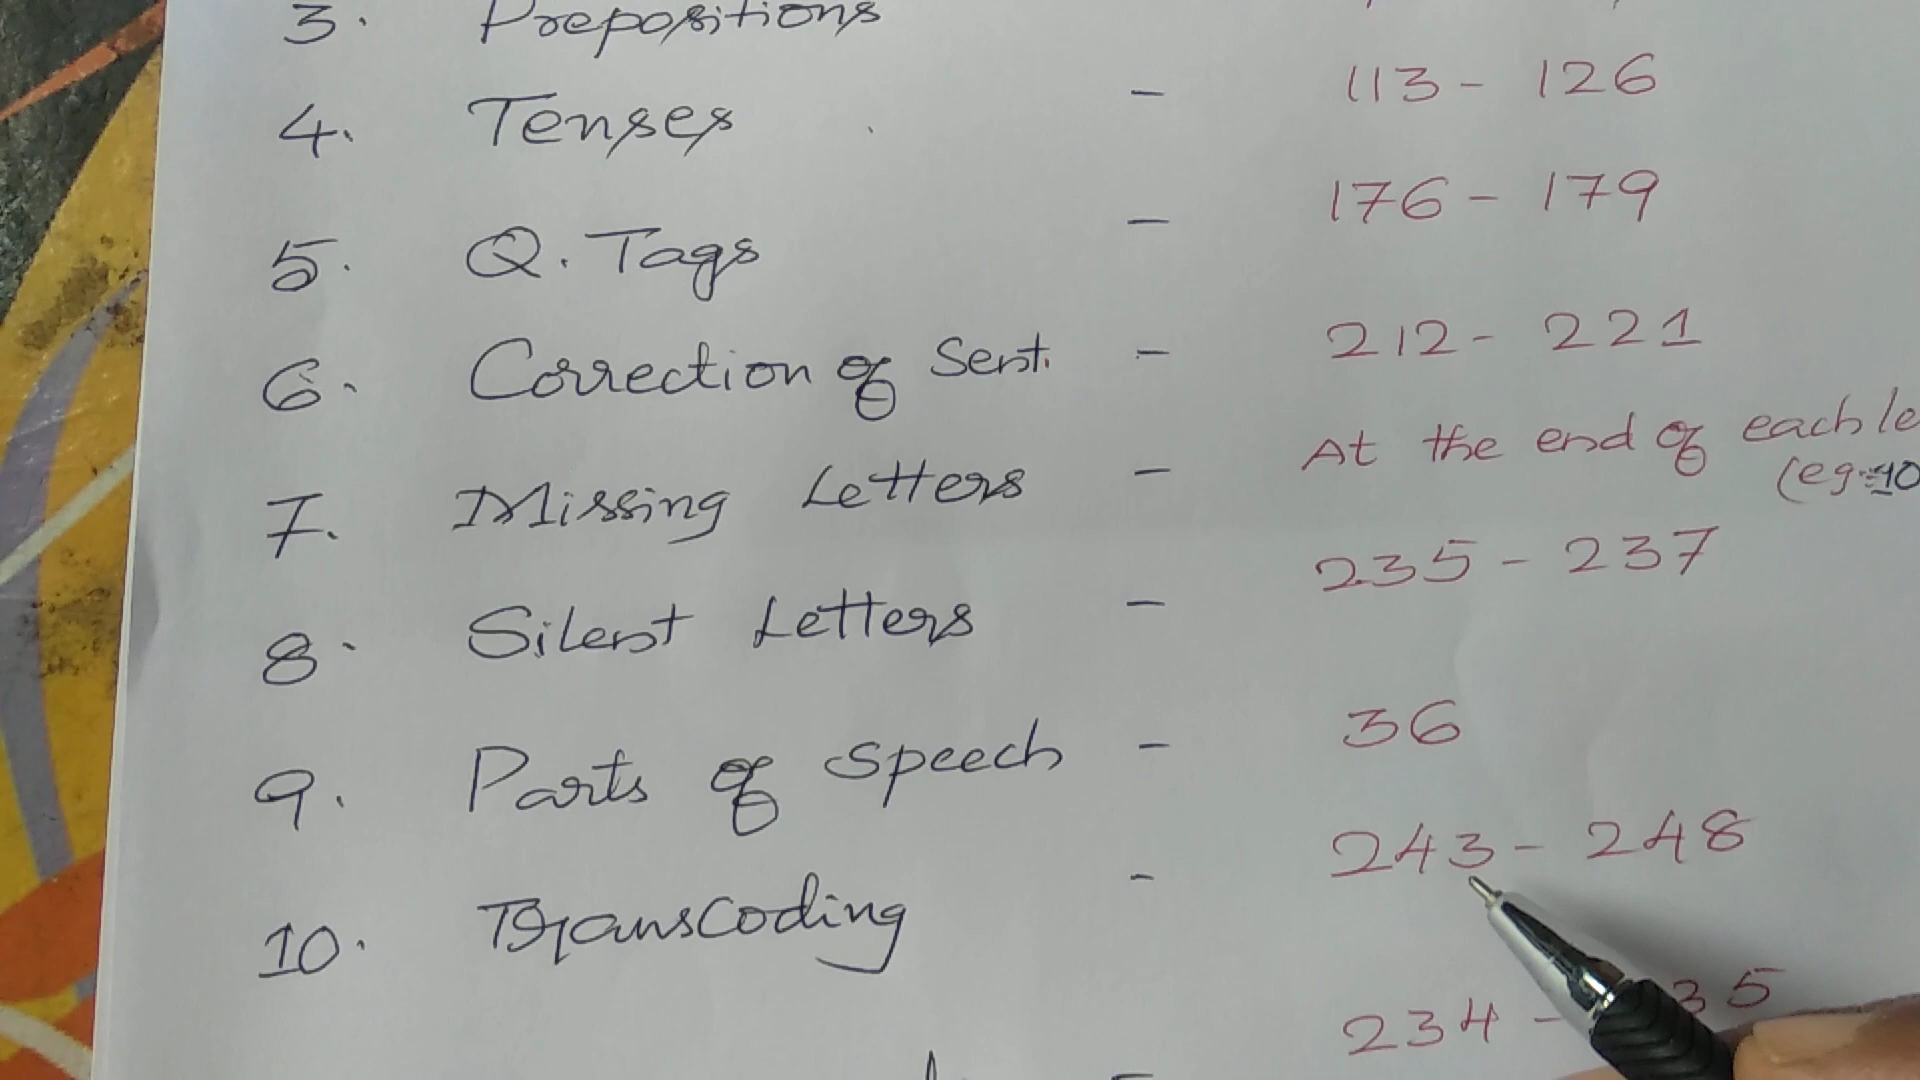 3. Prepositions
4. Tenses - 113 - 126
5. Q. Tags - 176 - 179
6. Correction of Sent. - 212 - 221
7. Missing Letters - At the end of each le
(eg:-10
8. Silent Letters - 235 - 237
9. Parts of speech - 36
10. Transcoding - 243 - 248
234 - 35